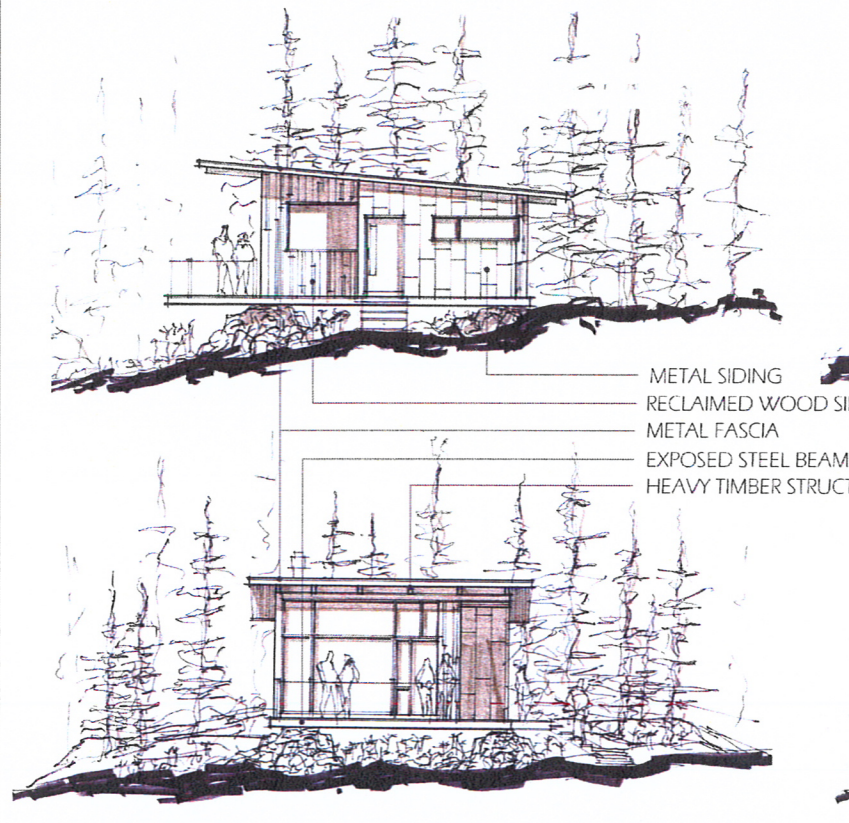 METAL SIDING
RECLAIMED WOOD SI
METAL FASCIA
EXPOSED STEEL BEAM
HEAVY TIMBER STRUCT